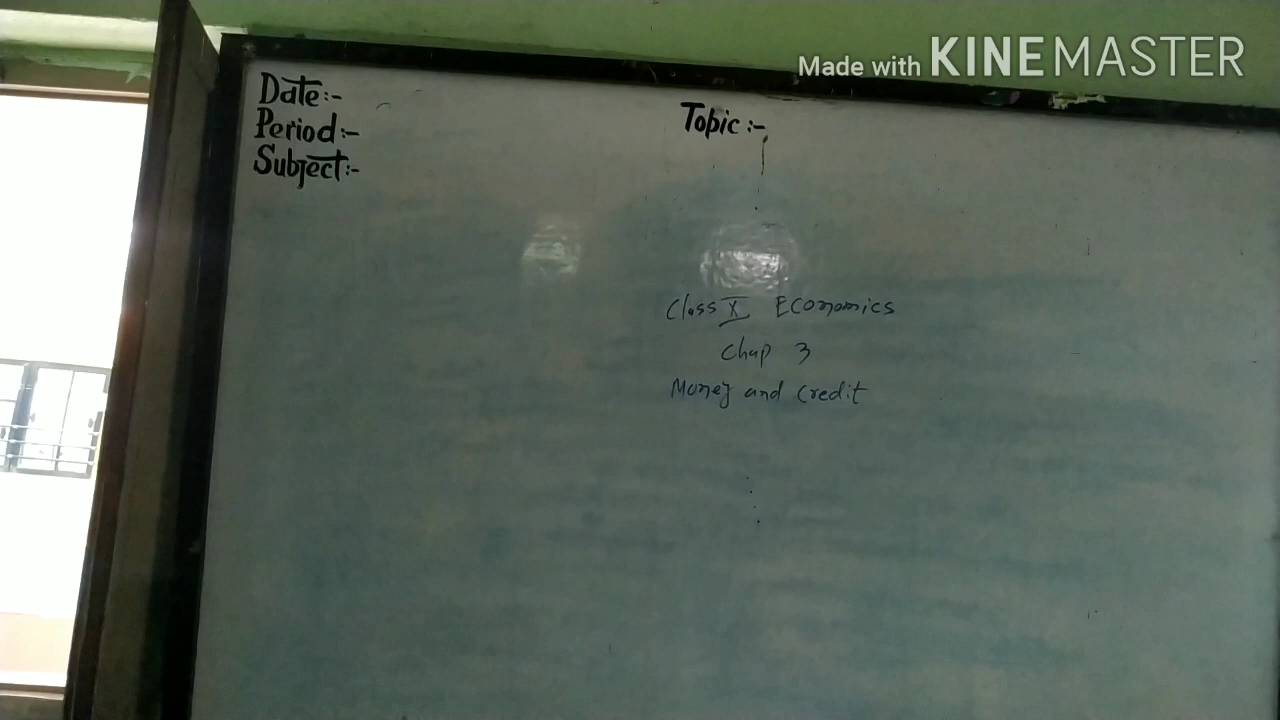 Made with KINEMASTER
Date:-
Period:-
Subject:-
Topic:-
Class X Economics
Chap 3
Money and Credit